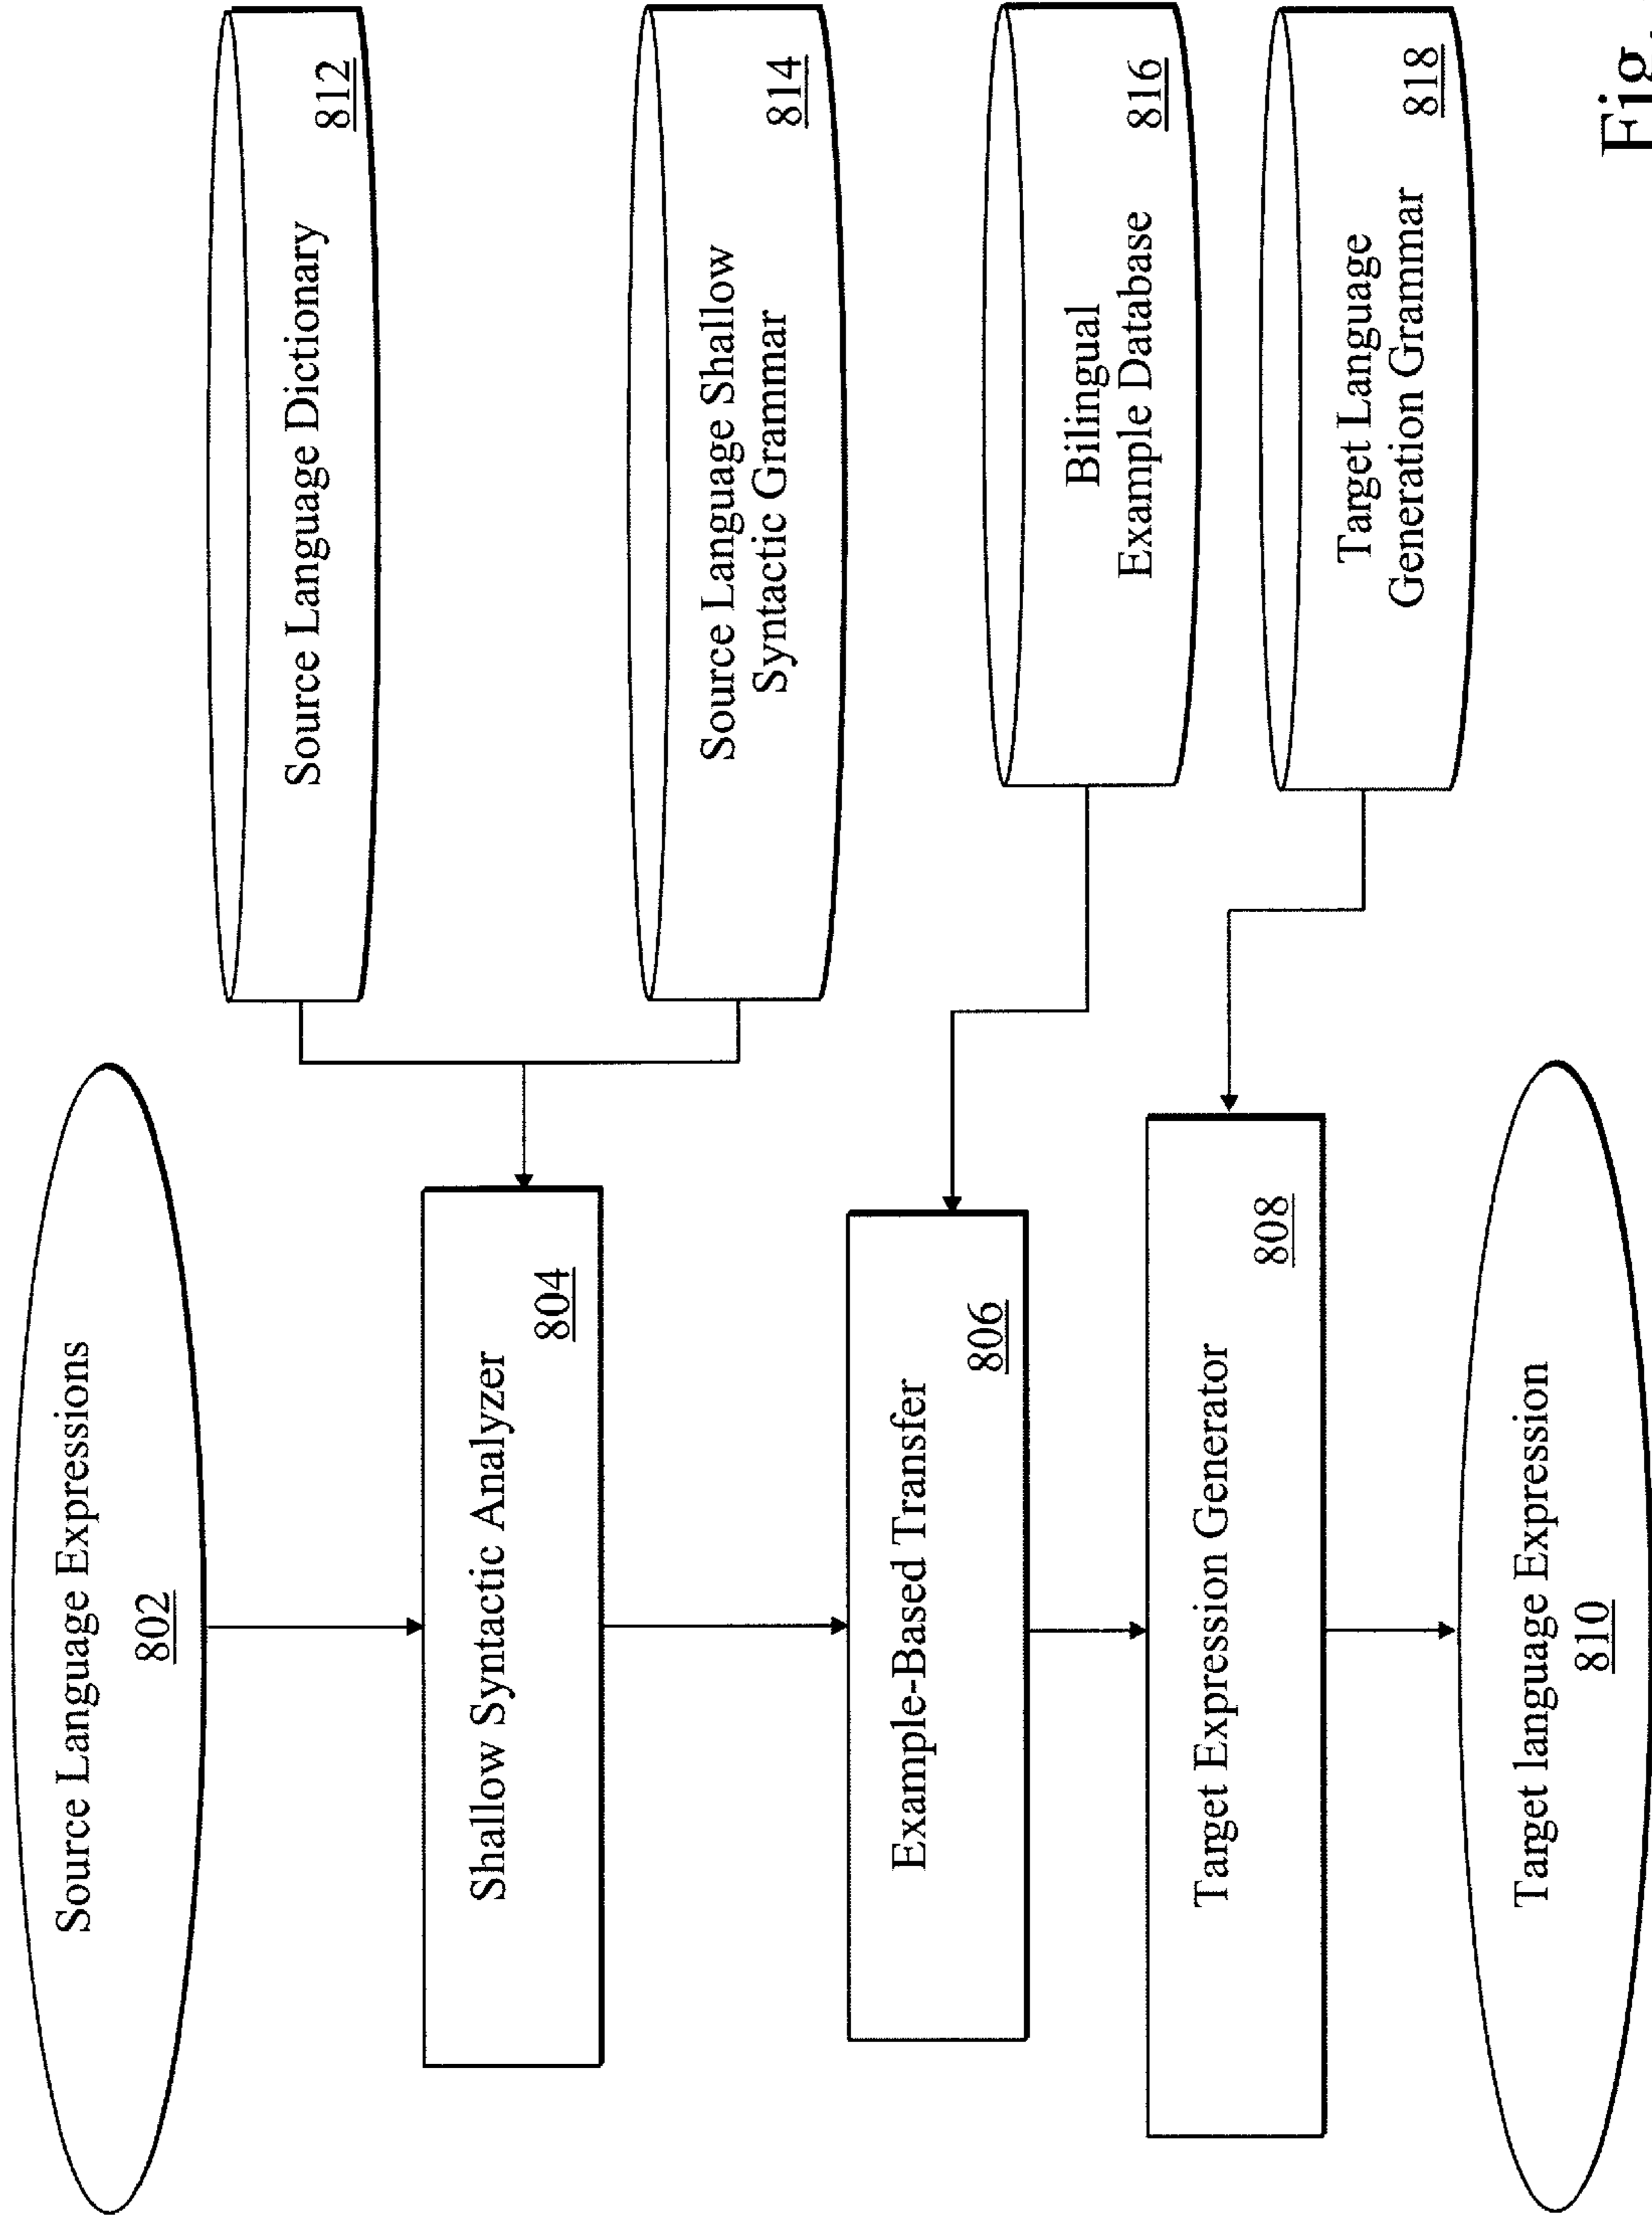 Source Language Expressions
802
Source Language Dictionary
812
Shallow Syntactic Analyzer
804
Source Language Shallow
Syntactic Grammar
814
Example-Based Transfer
806
Bilingual
Example Database
816
Target Expression Generator
808
Target Language
Generation Grammar
818
Target language Expression
810
Fig.